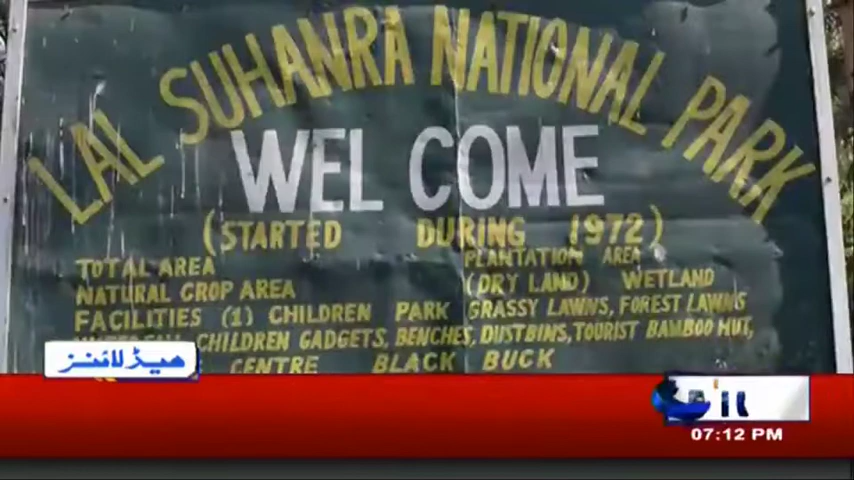 LAL SUHANRA NATIONAL PARK
WEL COME
(STARTED DURING 1972)
TOTAL AREA
PLANTATION AREA
NATURAL CROP AREA
(DRY LAND) WETLAND
FACILITIES (1) CHILDREN PARK GRASSY LAWNS, FOREST LAWNS
CHILDREN GADGETS, BENCHES, DUSTBINS, TOURIST BAMBOO HUT,
CENTRE BLACK BUCK
ہیڈلائنز
07:12 PM